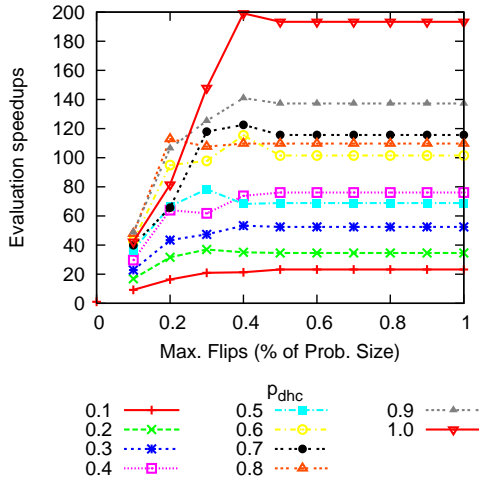 200
180
160
140
120
100
80
60
40
20
0
Evaluation speedups
0 0.2 0.4 0.6 0.8 1
Max. Flips (% of Prob. Size)
p_dhc
0.1 0.5 0.9
0.2 0.6 1.0
0.3 0.7
0.4 0.8